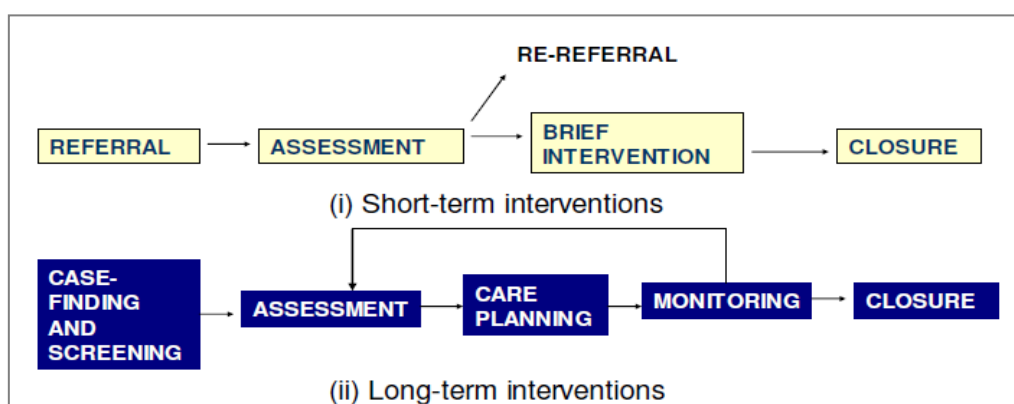 RE-REFERRAL
REFERRAL
ASSESSMENT
BRIEF
INTERVENTION
CLOSURE
(i) Short-term interventions
CASE-
FINDING
AND
SCREENING
ASSESSMENT
CARE
PLANNING
MONITORING
CLOSURE
(ii) Long-term interventions